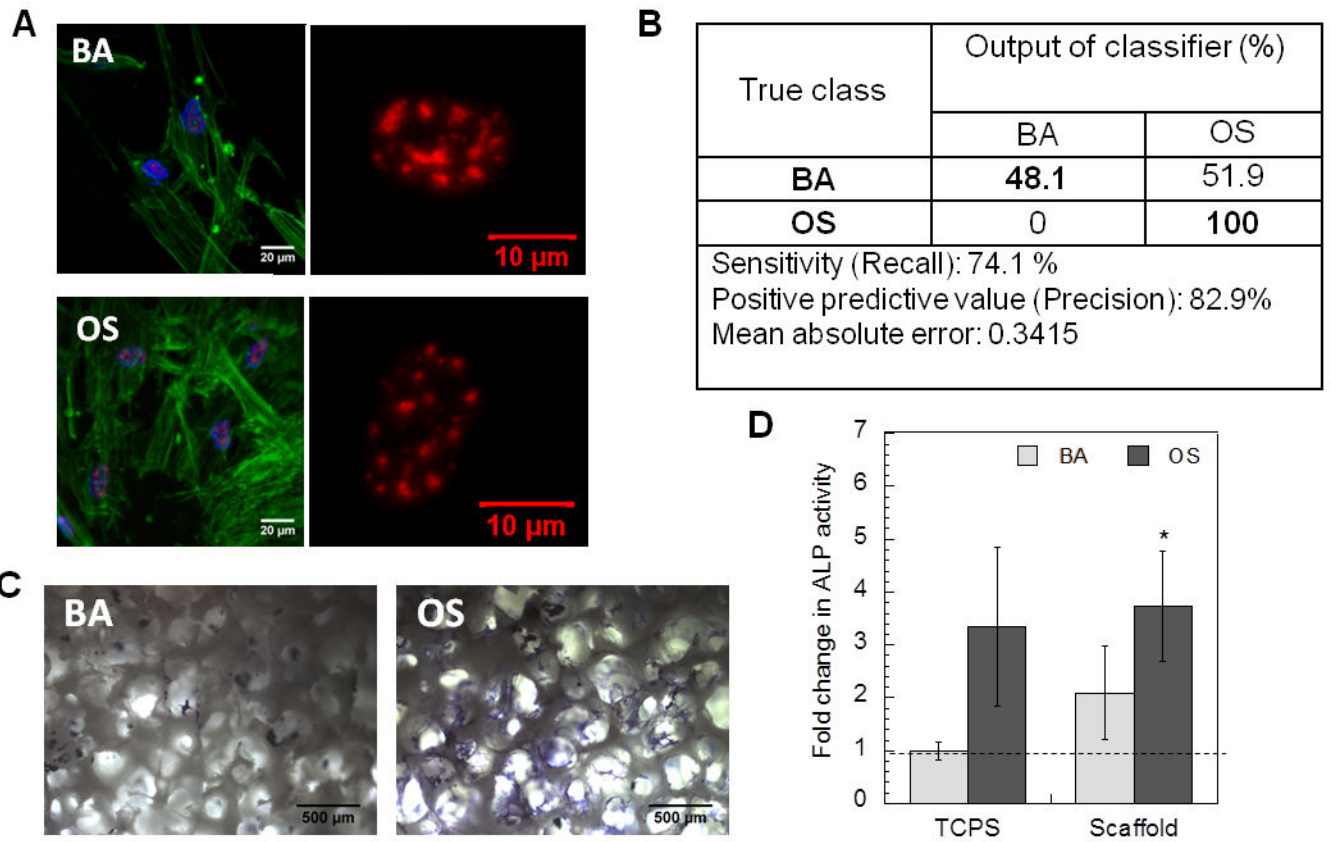 A
BA
20 µm
10 µm
OS
20 µm
10 µm
B
True class
Output of classifier (%)
BA OS
BA 48.1 51.9
OS 0 100
Sensitivity (Recall): 74.1 %
Positive predictive value (Precision): 82.9%
Mean absolute error: 0.3415
C
BA
500 µm
OS
500 µm
D
Fold change in ALP activity
7
6
5
4
3
2
1
0
BA OS
*
TCPS Scaffold